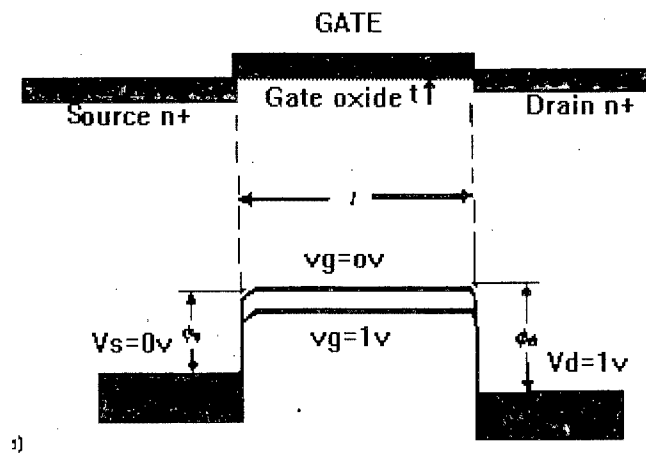 GATE
Gate oxide t
Source n+
Drain n+
l
vg=ov
Vs=0v
vg=1v
Vd=1v